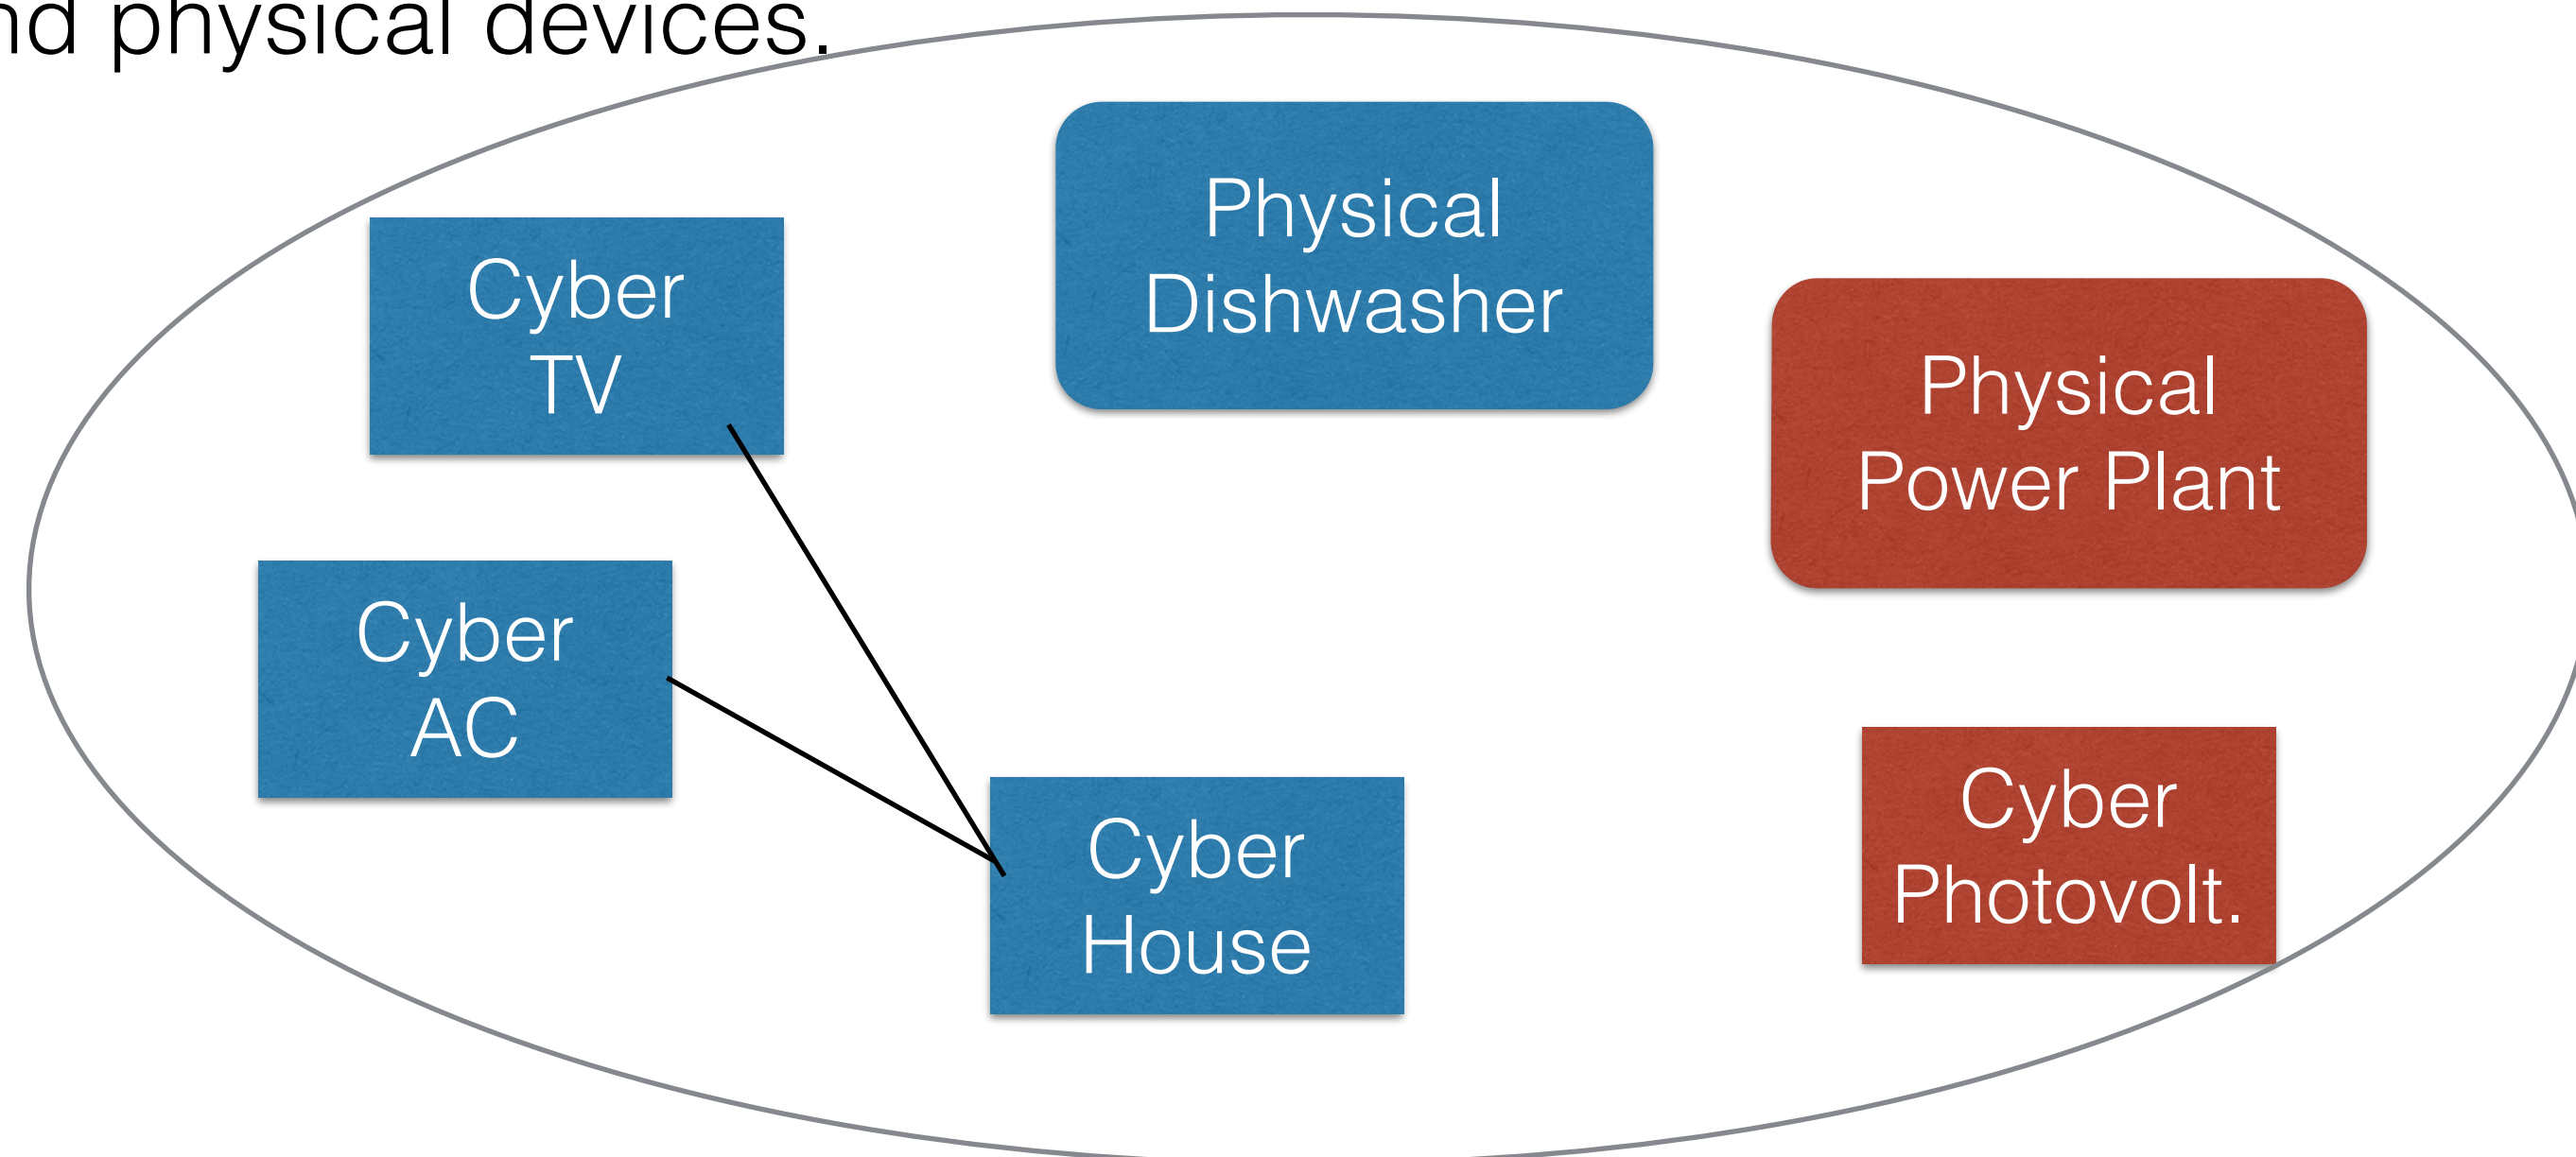 nd physical devices.
Cyber
TV
Physical
Dishwasher
Physical
Power Plant
Cyber
AC
Cyber
House
Cyber
Photovolt.